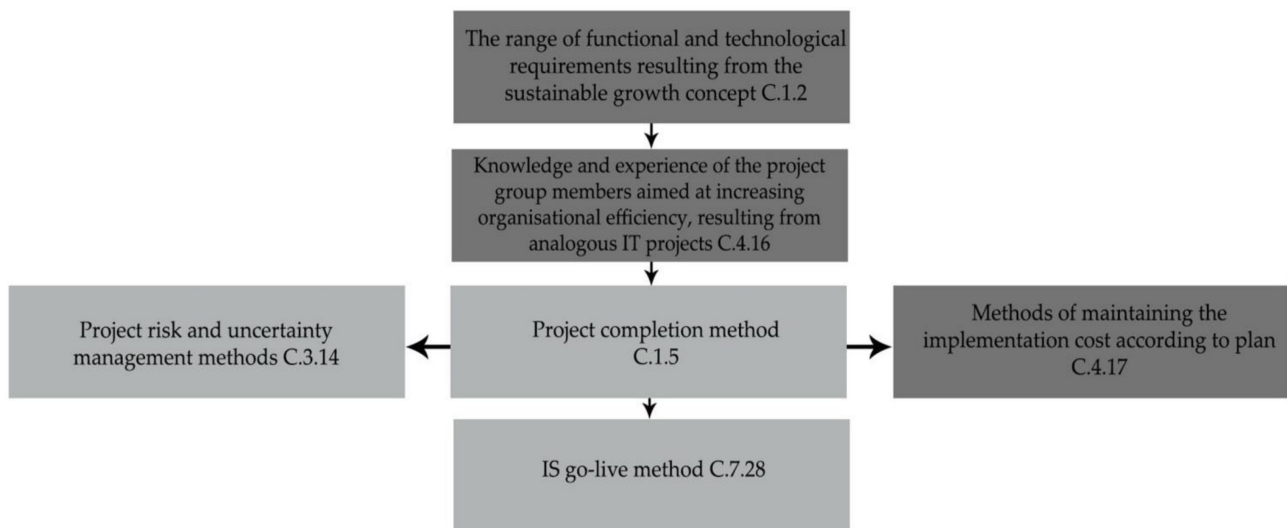 The range of functional and technological
requirements resulting from the
sustainable growth concept C.1.2
Knowledge and experience of the project
group members aimed at increasing
organisational efficiency, resulting from
analogous IT projects C.4.16
Project risk and uncertainty
management methods C.3.14
Project completion method
C.1.5
Methods of maintaining the
implementation cost according to plan
C.4.17
IS go-live method C.7.28